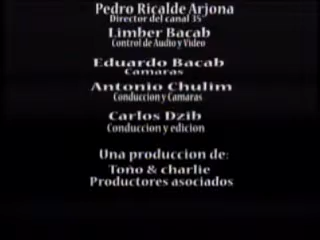 Pedro Ricalde Arjona
Director del canal 35
Limber Bacab
Control de Audio y Video
Eduardo Bacab
Camaras
Antonio Chulim
Conduccion y Camaras
Carlos Dzib
Conduccion y edicion
Una produccion de:
Toño & charlie
Productores asociados